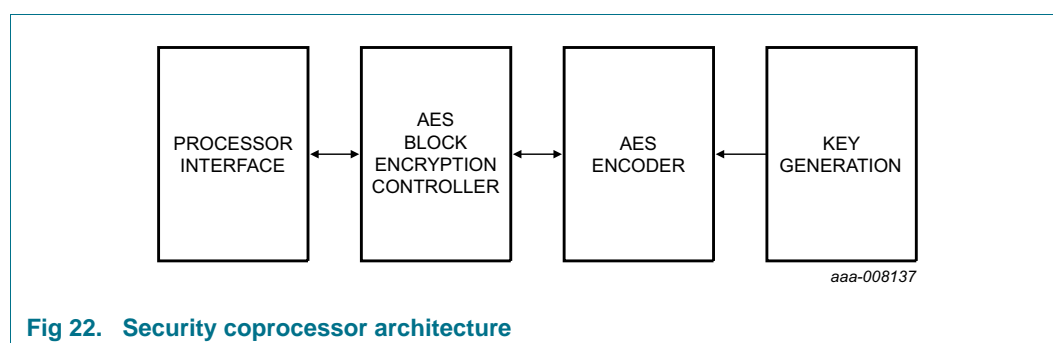 PROCESSOR
INTERFACE
AES
BLOCK
ENCRYPTION
CONTROLLER
AES
ENCODER
KEY
GENERATION
aaa-008137
Fig 22. Security coprocessor architecture